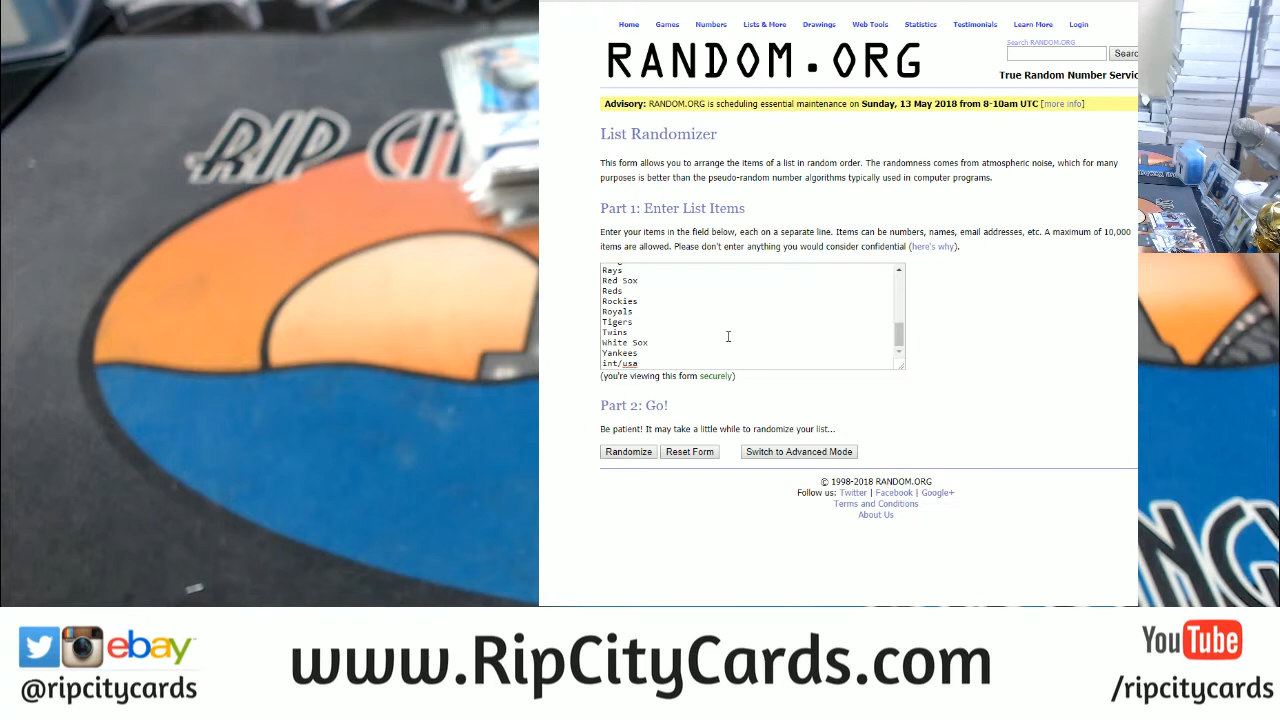 RIP CIT
Home Games Numbers Lists & More Drawings Web Tools Statistics Testimonials Learn More Login
Search RANDOM.ORG
RANDOM.ORG
Searc
True Random Number Servic
Advisory: RANDOM.ORG is scheduling essential maintenance on Sunday, 13 May 2018 from 8-10am UTC [more info]
List Randomizer
This form allows you to arrange the items of a list in random order. The randomness comes from atmospheric noise, which for many
purposes is better than the pseudo-random number algorithms typically used in computer programs.
Part 1: Enter List Items
Enter your items in the field below, each on a separate line. Items can be numbers, names, email addresses, etc. A maximum of 10,000
items are allowed. Please don't enter anything you would consider confidential (here's why).
Rays
Red Sox
Reds
Rockies
Royals
Tigers
Twins
White Sox
Yankees
int/usa
(you're viewing this form securely)
Part 2: Go!
Be patient! It may take a little while to randomize your list...
Randomize Reset Form Switch to Advanced Mode
© 1998-2018 RANDOM.ORG
Follow us: Twitter | Facebook | Google+
Terms and Conditions
About Us
ebay
@ripcitycards
www.RipCityCards.com
YouTube
/ripcitycards